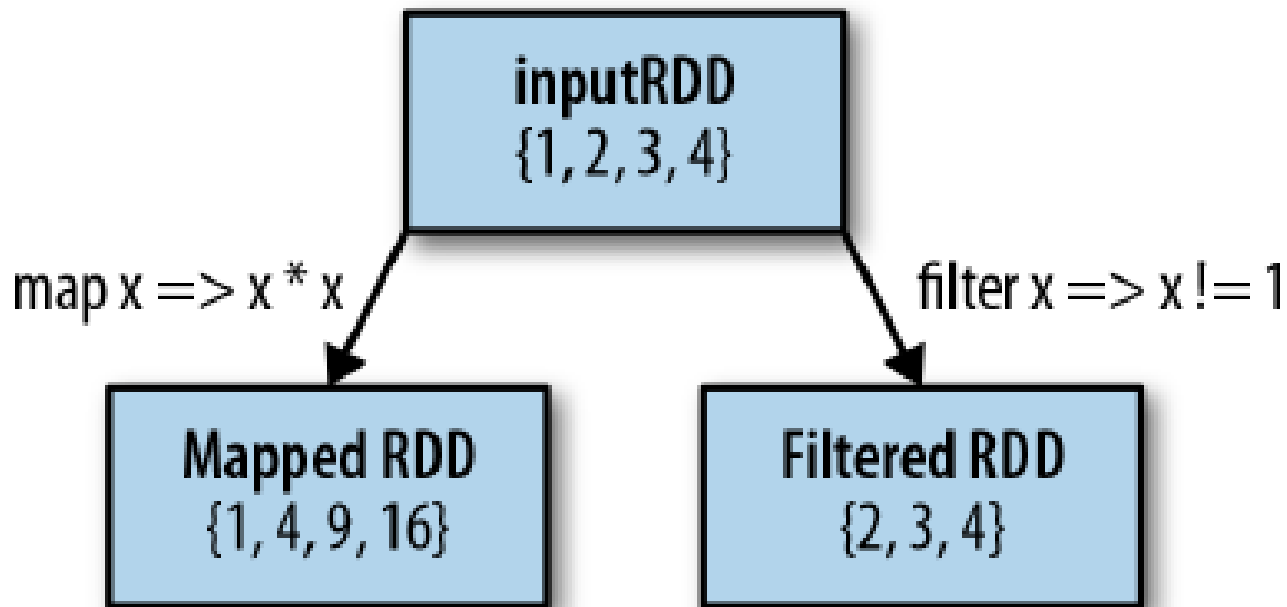 inputRDD
{1, 2, 3, 4}
map x => x * x
filter x => x != 1
Mapped RDD
{1, 4, 9, 16}
Filtered RDD
{2, 3, 4}